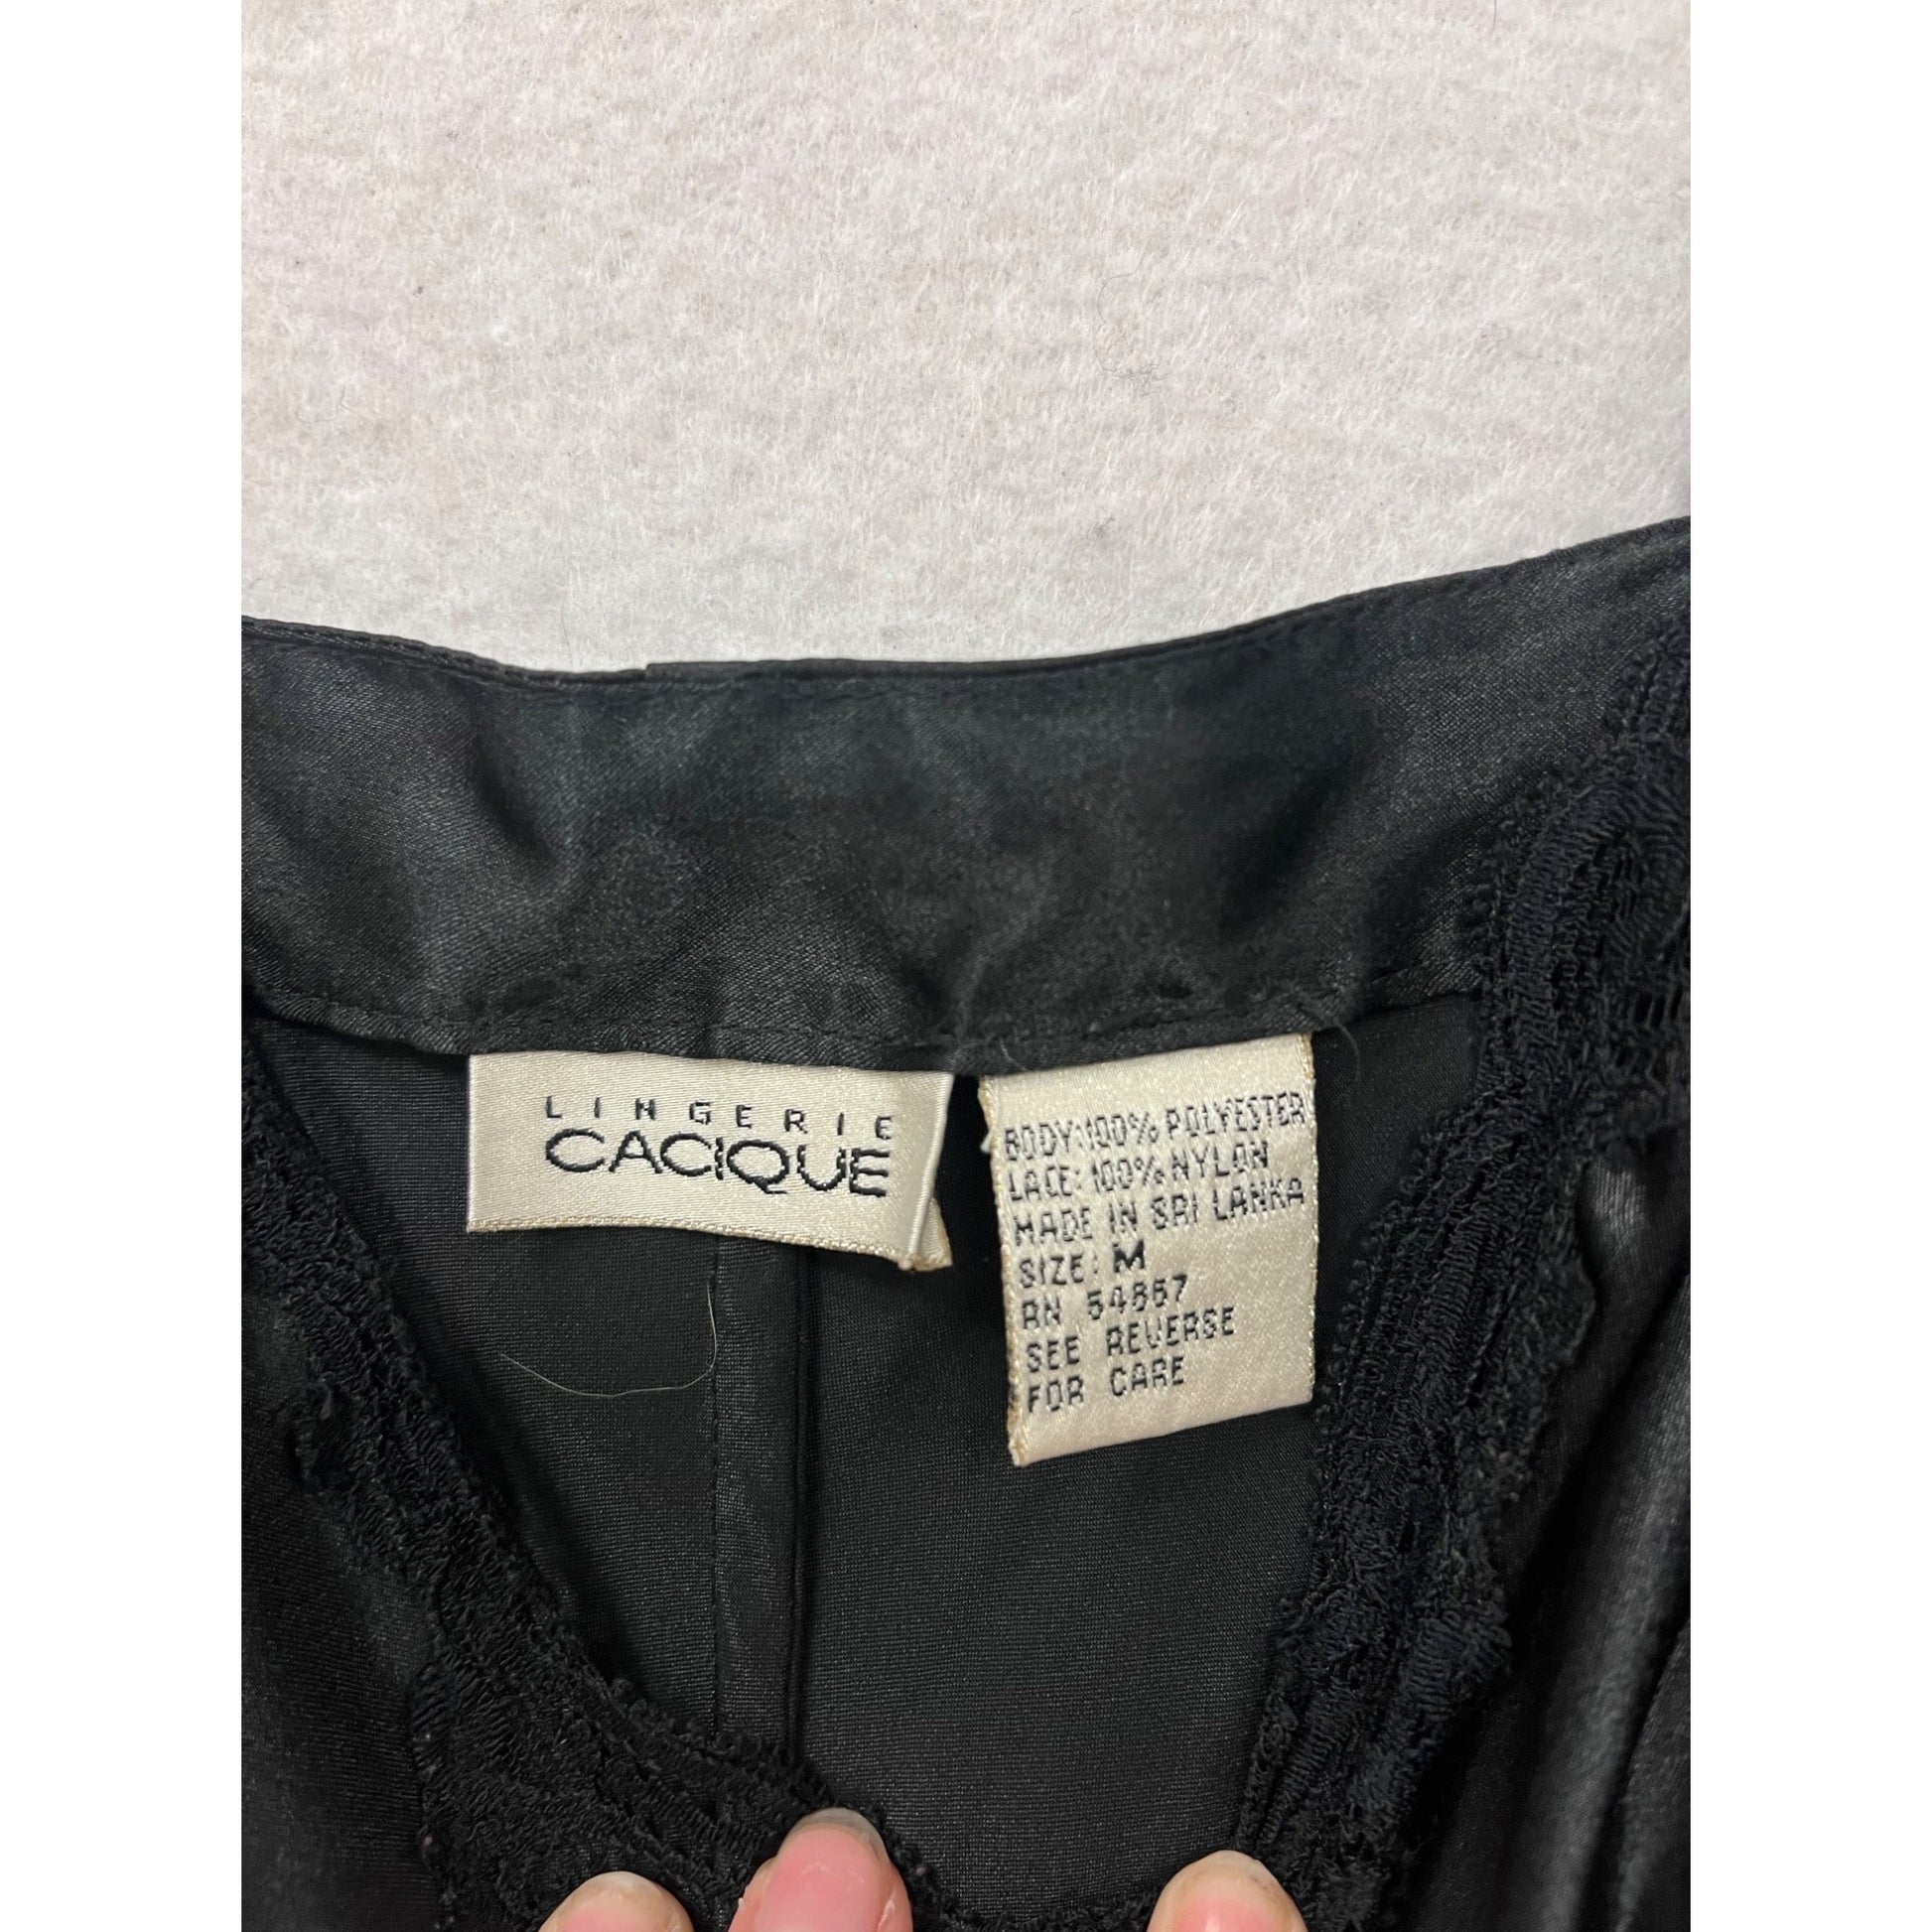 LINGERIE
CACIQUE
BODY:100% POLYESTER
LACE: 100% NYLON
MADE IN SRI LANKA
SIZE: M
RN 54867
SEE REVERSE
FOR CARE